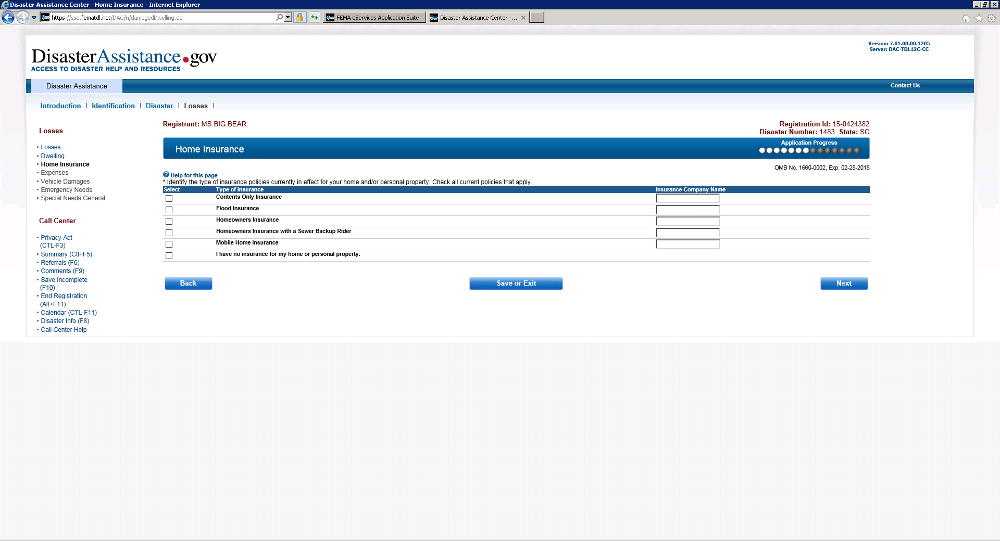 Disaster Assistance Center - Home Insurance - Internet Explorer
https://sso.fematdl.net/DAC/ri/damagedDwelling.do
FEMA eServices Application Suite
Disaster Assistance Center -...
Version: 7.01.00.00.1205
Server: DAC-TDL12C-CC
DisasterAssistance.gov
ACCESS TO DISASTER HELP AND RESOURCES
Disaster Assistance
Contact Us
Introduction | Identification | Disaster | Losses |
Registrant: MS BIG BEAR
Registration Id: 15-0424382
Disaster Number: 1483 State: SC
Losses
• Losses
• Dwelling
• Home Insurance
• Expenses
• Vehicle Damages
• Emergency Needs
• Special Needs General
Call Center
• Privacy Act
(CTL-F3)
• Summary (Ctl+F5)
• Referrals (F6)
• Comments (F9)
• Save Incomplete
(F10)
• End Registration
(Alt+F11)
• Calendar (CTL-F11)
• Disaster Info (F8)
• Call Center Help
Home Insurance
Application Progress
OMB No. 1660-0002, Exp. 02-28-2018
? Help for this page
* Identify the type of insurance policies currently in effect for your home and/or personal property. Check all current policies that apply.
Select Type of Insurance Insurance Company Name
Contents Only Insurance
Flood Insurance
Homeowners Insurance
Homeowners Insurance with a Sewer Backup Rider
Mobile Home Insurance
I have no insurance for my home or personal property.
Back
Save or Exit
Next